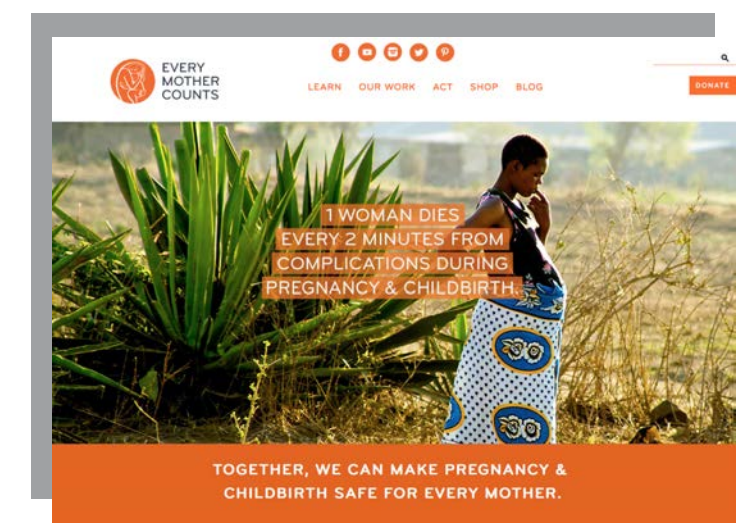 EVERY
MOTHER
COUNTS
LEARN OUR WORK ACT SHOP BLOG
DONATE
1 WOMAN DIES
EVERY 2 MINUTES FROM
COMPLICATIONS DURING
PREGNANCY & CHILDBIRTH.
TOGETHER, WE CAN MAKE PREGNANCY &
CHILDBIRTH SAFE FOR EVERY MOTHER.